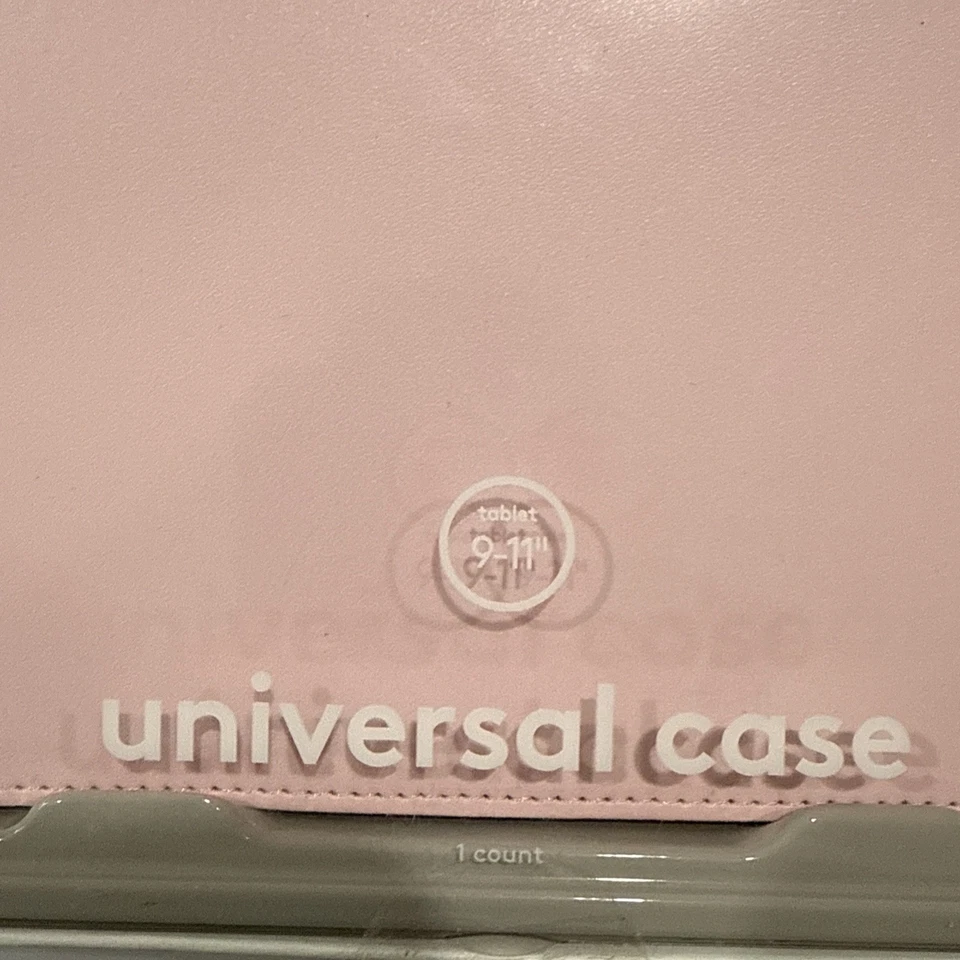 tablet
9-11"
universal case
1 count